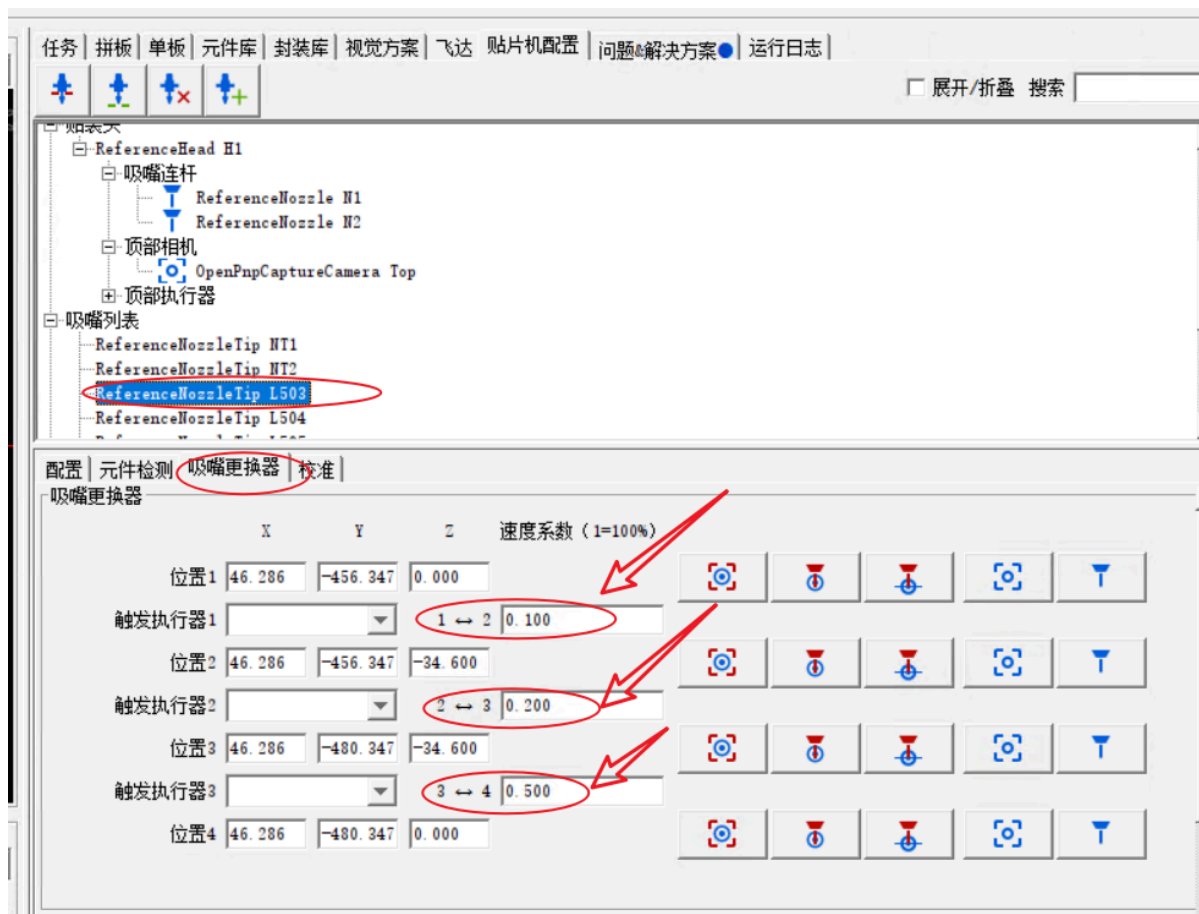 任务 拼板 单板 元件库 封装库 视觉方案 飞达 贴片机配置 问题&解决方案 运行日志
展开/折叠 搜索
贴装头
ReferenceHead H1
吸嘴连杆
ReferenceNozzle N1
ReferenceNozzle N2
顶部相机
OpenPnpCaptureCamera Top
顶部执行器
吸嘴列表
ReferenceNozzleTip NT1
ReferenceNozzleTip NT2
ReferenceNozzleTip L503
ReferenceNozzleTip L504
配置 元件检测 吸嘴更换器 校准
吸嘴更换器
X Y Z 速度系数（1=100%）
位置1 46.286 -456.347 0.000
触发执行器1 1 ↔ 2 0.100
位置2 46.286 -456.347 -34.600
触发执行器2 2 ↔ 3 0.200
位置3 46.286 -480.347 -34.600
触发执行器3 3 ↔ 4 0.500
位置4 46.286 -480.347 0.000